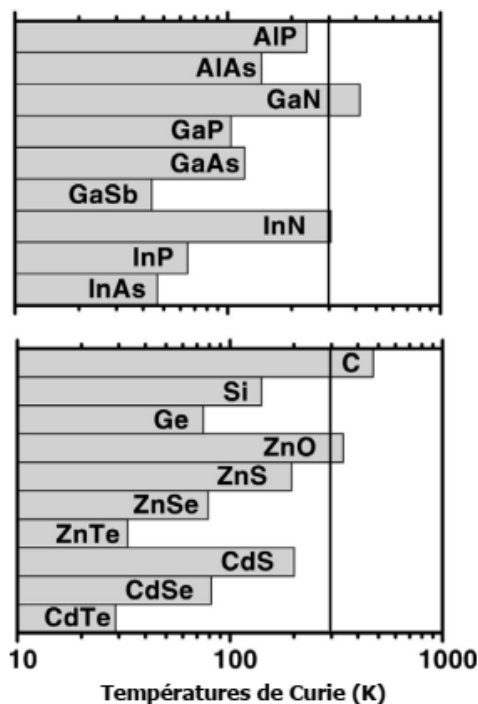 AlP
AlAs
GaN
GaP
GaAs
GaSb
InN
InP
InAs
C
Si
Ge
ZnO
ZnS
ZnSe
ZnTe
CdS
CdSe
CdTe
10 100 1000
Températures de Curie (K)